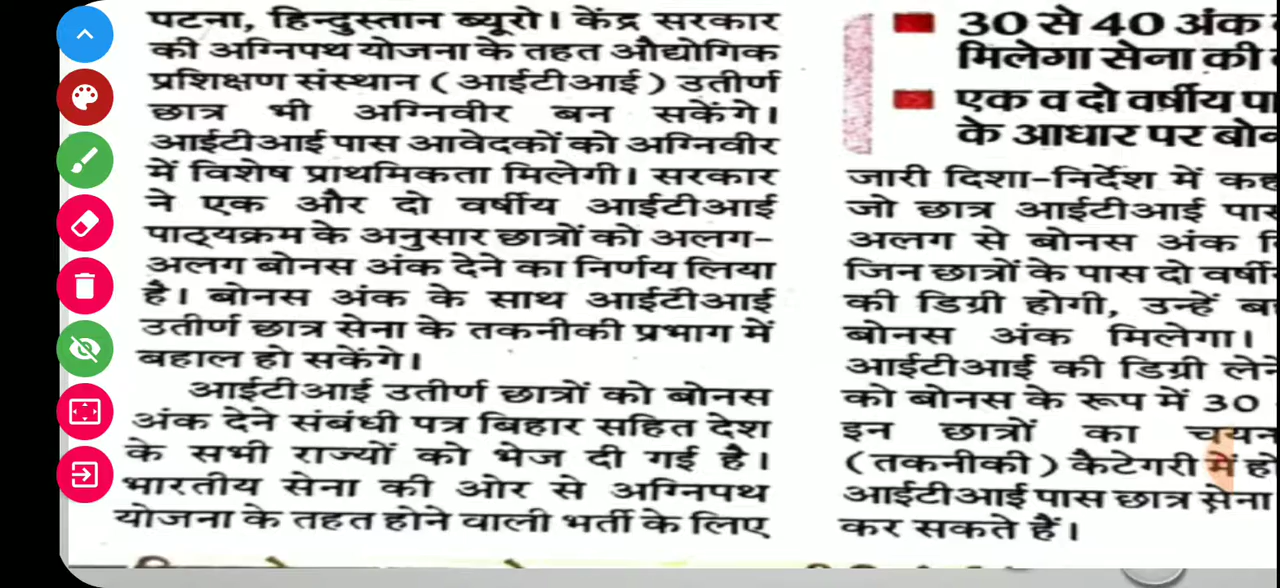 पटना, हिन्दुस्तान ब्यूरो। केंद्र सरकार
की अग्निपथ योजना के तहत औद्योगिक
प्रशिक्षण संस्थान (आईटीआई) उतीर्ण
छात्र भी अग्निवीर बन सकेंगे।
आईटीआई पास आवेदकों को अग्निवीर
में विशेष प्राथमिकता मिलेगी। सरकार
ने एक और दो वर्षीय आईटीआई
पाठ्यक्रम के अनुसार छात्रों को अलग-
अलग बोनस अंक देने का निर्णय लिया
है। बोनस अंक के साथ आईटीआई
उतीर्ण छात्र सेना के तकनीकी प्रभाग में
बहाल हो सकेंगे।
आईटीआई उतीर्ण छात्रों को बोनस
अंक देने संबंधी पत्र बिहार सहित देश
के सभी राज्यों को भेज दी गई है।
भारतीय सेना की ओर से अग्निपथ
योजना के तहत होने वाली भर्ती के लिए
30 से 40 अंक
मिलेगा सेना की
एक व दो वर्षीय
के आधार पर
जारी दिशा-निर्देश में
जो छात्र आईटीआई पास
अलग से बोनस अंक
जिन छात्रों के पास दो
की डिग्री होगी, उन्हें
बोनस अंक मिलेगा।
आईटीआई की डिग्री लेने
को बोनस के रूप में 30
इन छात्रों का चयन
(तकनीकी) कैटेगरी में
आईटीआई पास छात्र सेना
कर सकते हैं।